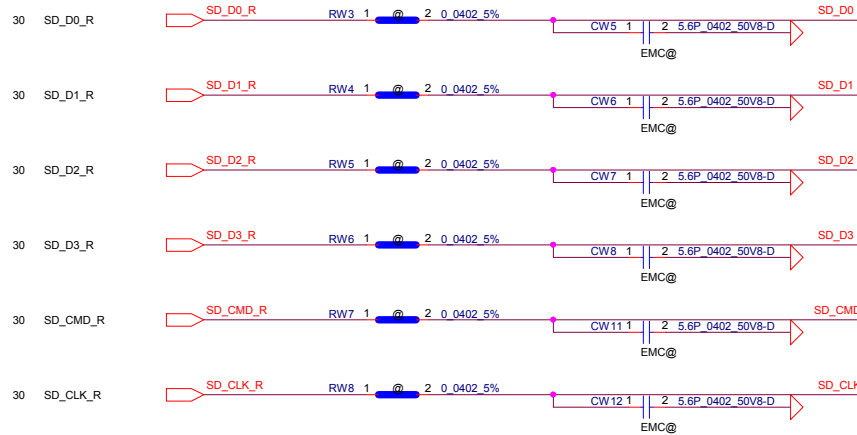 30 SD_D0_R SD_D0_R RW3 1 @ 2 0_0402_5% SD_D0
CW5 1 2 5.6P_0402_50V8-D
EMC@
30 SD_D1_R SD_D1_R RW4 1 @ 2 0_0402_5% SD_D1
CW6 1 2 5.6P_0402_50V8-D
EMC@
30 SD_D2_R SD_D2_R RW5 1 @ 2 0_0402_5% SD_D2
CW7 1 2 5.6P_0402_50V8-D
EMC@
30 SD_D3_R SD_D3_R RW6 1 @ 2 0_0402_5% SD_D3
CW8 1 2 5.6P_0402_50V8-D
EMC@
30 SD_CMD_R SD_CMD_R RW7 1 @ 2 0_0402_5% SD_CMD
CW11 1 2 5.6P_0402_50V8-D
EMC@
30 SD_CLK_R SD_CLK_R RW8 1 @ 2 0_0402_5% SD_CLK
CW12 1 2 5.6P_0402_50V8-D
EMC@